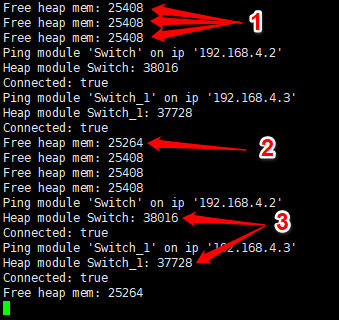 Free heap mem: 25408
Free heap mem: 25408
Free heap mem: 25408
1
Ping module 'Switch' on ip '192.168.4.2'
Heap module Switch: 38016
Connected: true
Ping module 'Switch_1' on ip '192.168.4.3'
Heap module Switch_1: 37728
Connected: true
Free heap mem: 25264
2
Free heap mem: 25408
Free heap mem: 25408
Free heap mem: 25408
Ping module 'Switch' on ip '192.168.4.2'
Heap module Switch: 38016
3
Connected: true
Ping module 'Switch_1' on ip '192.168.4.3'
Heap module Switch_1: 37728
Connected: true
Free heap mem: 25264